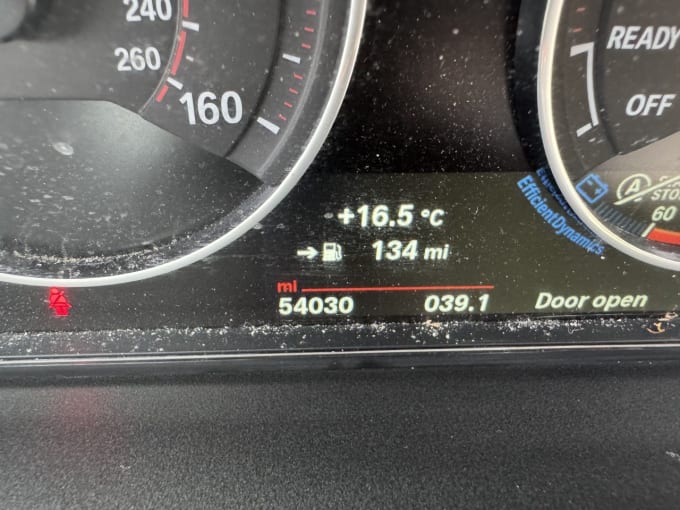 240
260
160
READY
OFF
+16.5 °C
134 mi
mi
54030
039.1
Door open
EfficientDynamics
A
60